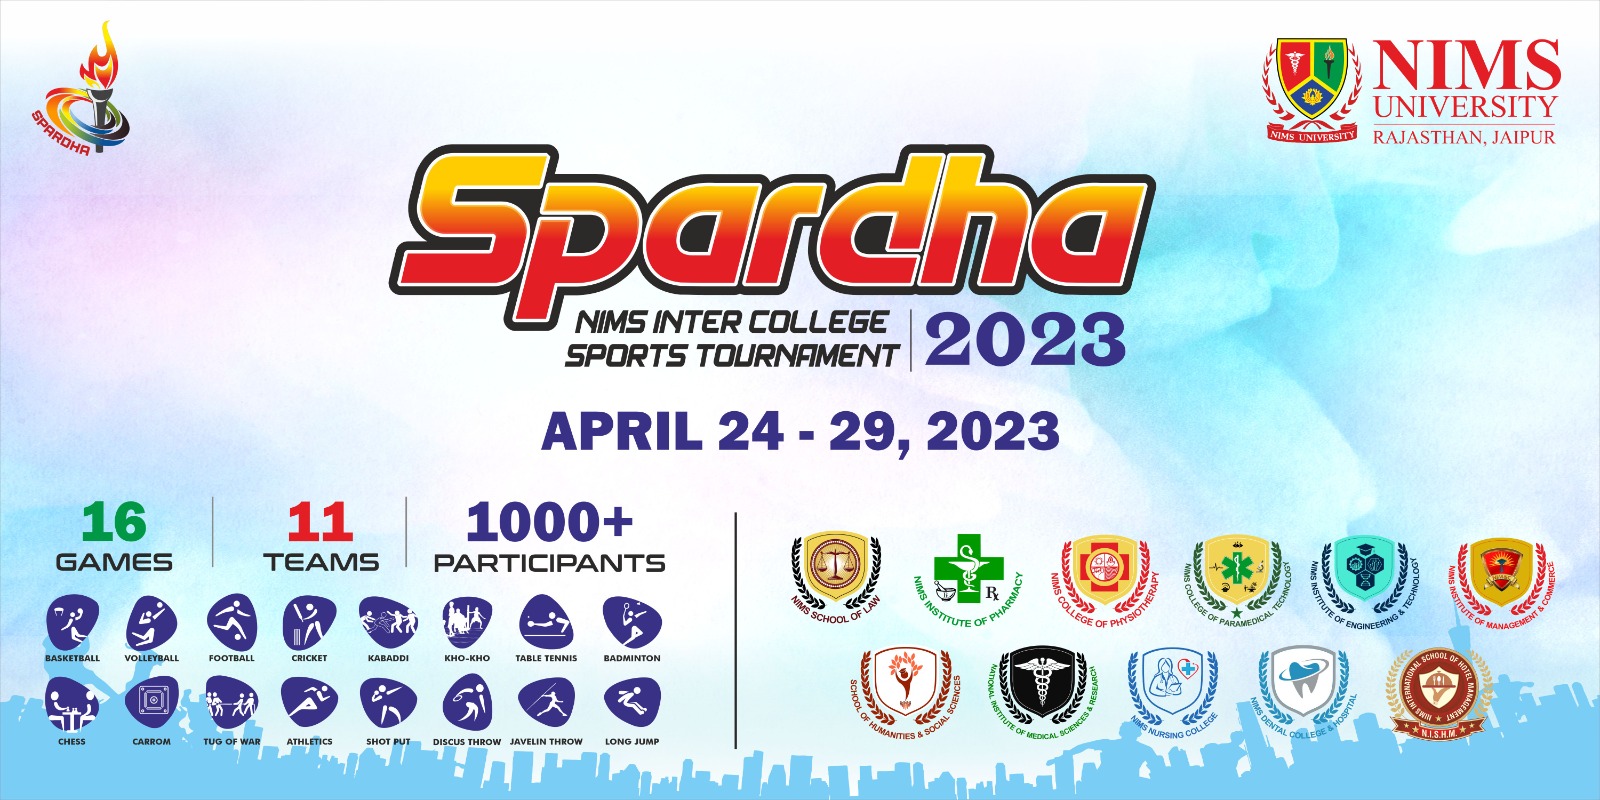 SPARDHA
NIMS UNIVERSITY
NIMS
UNIVERSITY
RAJASTHAN, JAIPUR
Spardha
NIMS INTER COLLEGE
SPORTS TOURNAMENT
2023
APRIL 24 - 29, 2023
16
GAMES
11
TEAMS
1000+
PARTICIPANTS
BASKETBALL
VOLLEYBALL
FOOTBALL
CRICKET
KABADDI
KHO-KHO
TABLE TENNIS
BADMINTON
CHESS
CARROM
TUG OF WAR
ATHLETICS
SHOT PUT
DISCUS THROW
JAVELIN THROW
LONG JUMP
NIMS SCHOOL OF LAW
Rx
NIMS INSTITUTE OF PHARMACY
NIMS COLLEGE OF PHYSIOTHERAPY
NIMS COLLEGE OF PARAMEDICAL TECHNOLOGY
NIMS INSTITUTE OF ENGINEERING & TECHNOLOGY
NIMS INSTITUTE OF MANAGEMENT & COMMERCE
SCHOOL OF HUMANITIES & SOCIAL SCIENCES
NATIONAL INSTITUTE OF MEDICAL SCIENCES & RESEARCH
NIMS NURSING COLLEGE
NIMS DENTAL COLLEGE & HOSPITAL
NIMS INTERNATIONAL SCHOOL OF HOTEL MANAGEMENT
N.I.S.H.M.